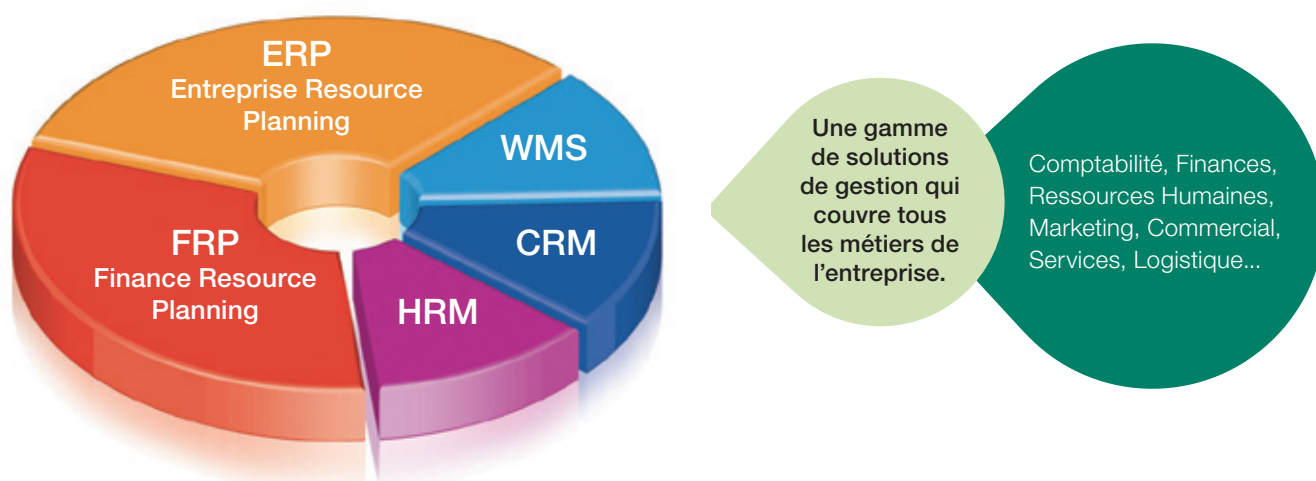 ERP
Entreprise Resource
Planning
WMS
CRM
HRM
FRP
Finance Resource
Planning
Une gamme
de solutions
de gestion qui
couvre tous
les métiers de
l'entreprise.
Comptabilité, Finances,
Ressources Humaines,
Marketing, Commercial,
Services, Logistique...